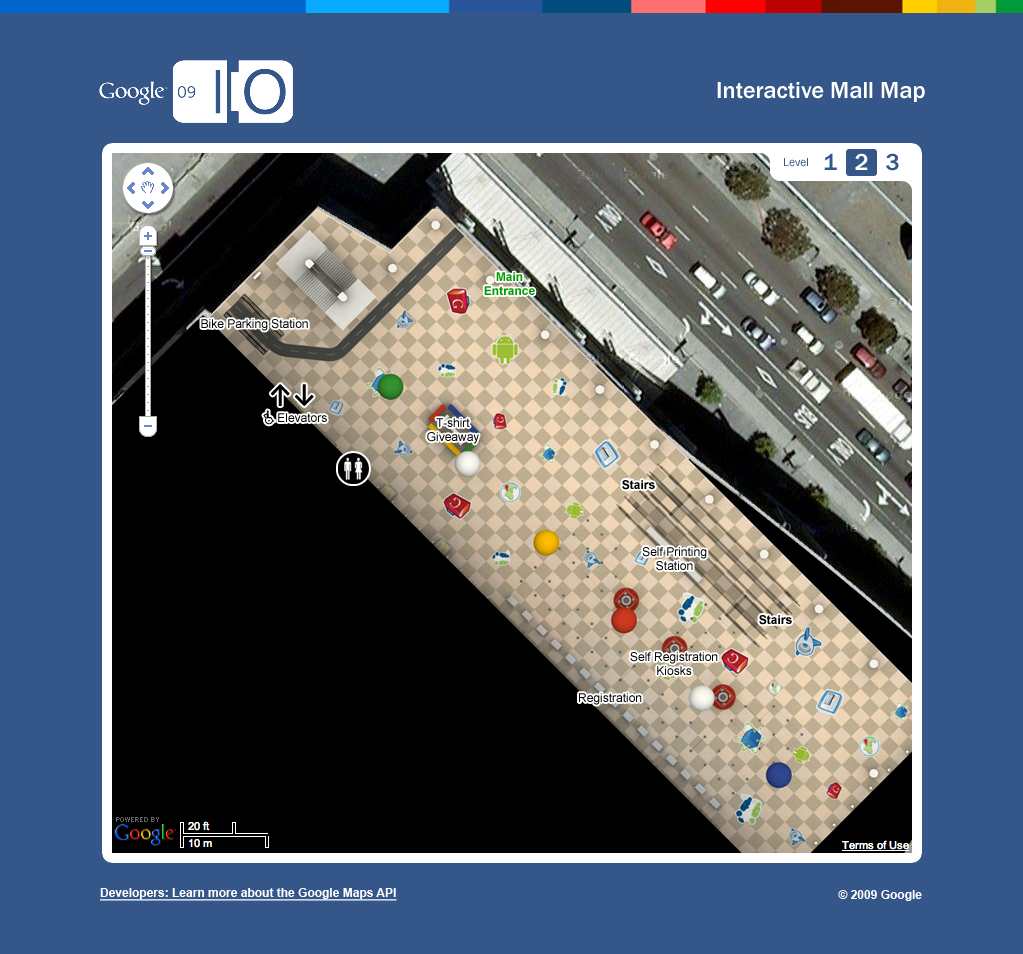 Google 09 I O
Interactive Mall Map
Level 1 2 3
Main
Entrance
Bike Parking Station
Elevators
T-shirt
Giveaway
Stairs
Self Printing
Station
Stairs
Self Registration
Kiosks
Registration
POWERED BY
Google
20 ft
10 m
Terms of Use
Developers: Learn more about the Google Maps API
© 2009 Google